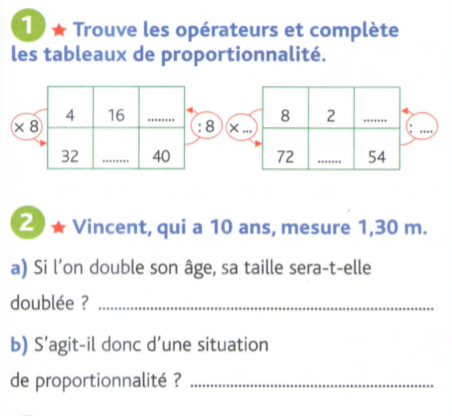 1 ★ Trouve les opérateurs et complète
les tableaux de proportionnalité.
× 8 4 16 ........ : 8 × ... 8 2 ........ : ....
32 ........ 40 72 ........ 54
2 ★ Vincent, qui a 10 ans, mesure 1,30 m.
a) Si l'on double son âge, sa taille sera-t-elle
doublée ? ........................................................................
b) S'agit-il donc d'une situation
de proportionnalité ? ....................................................